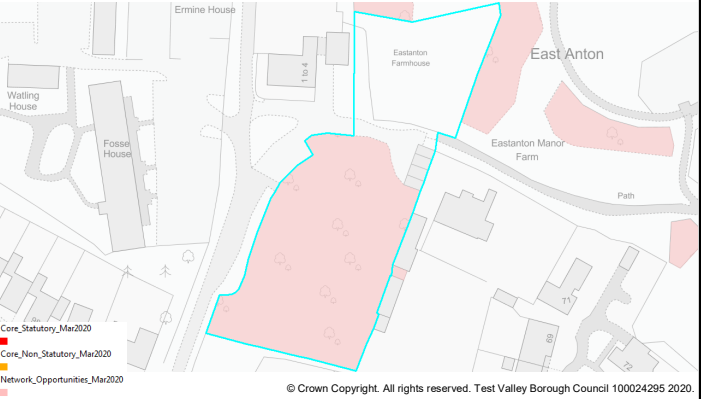 Ermine House
East Anton
Eastanton
Farmhouse
1 to 4
Watling
House
Fosse
House
Eastanton Manor
Farm
Path
71
69
72
Core_Statutory_Mar2020
Core_Non_Statutory_Mar2020
Network_Opportunities_Mar2020
© Crown Copyright. All rights reserved. Test Valley Borough Council 100024295 2020.